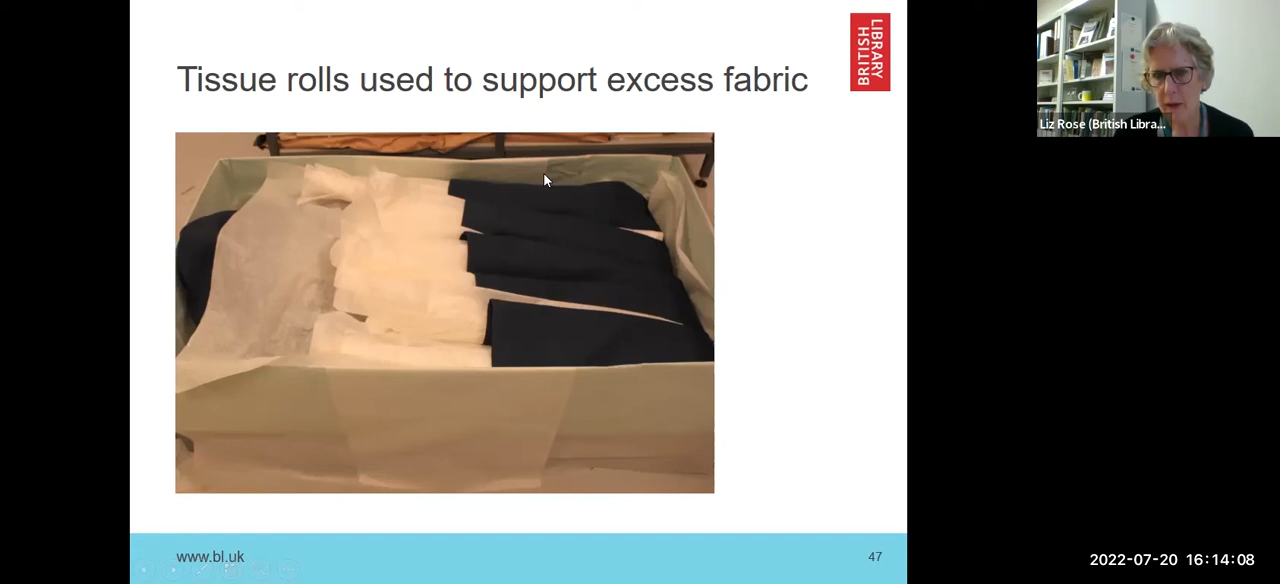 Tissue rolls used to support excess fabric
BRITISH
LIBRARY
Liz Rose (British Libra...
www.bl.uk
47
2022-07-20 16:14:08